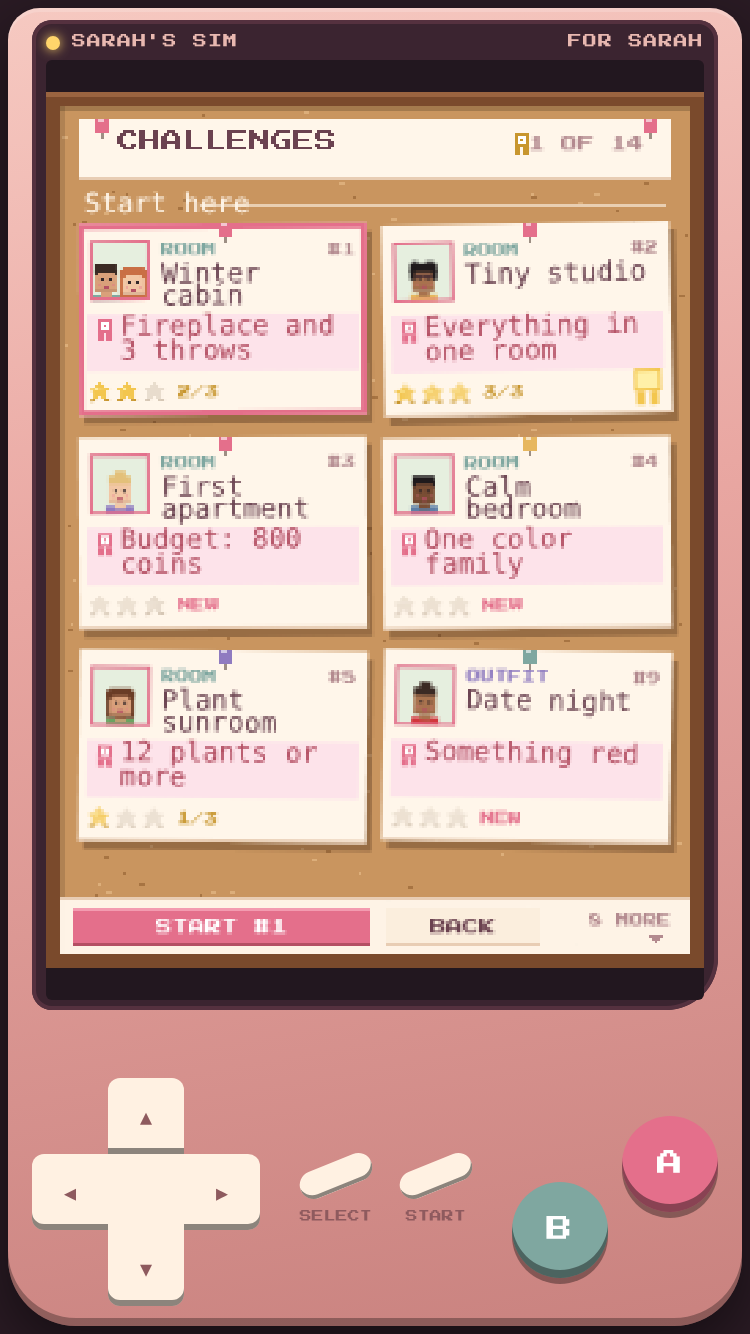 SARAH'S SIM FOR SARAH
CHALLENGES
1 OF 14
Start here
ROOM #1
Winter
cabin
Fireplace and
3 throws
2/3
ROOM #2
Tiny studio
Everything in
one room
3/3
ROOM #3
First
apartment
Budget: 800
coins
NEW
ROOM #4
Calm
bedroom
One color
family
NEW
ROOM #5
Plant
sunroom
12 plants or
more
1/3
OUTFIT #9
Date night
Something red
NEW
START #1
BACK
MORE
SELECT
START
B
A